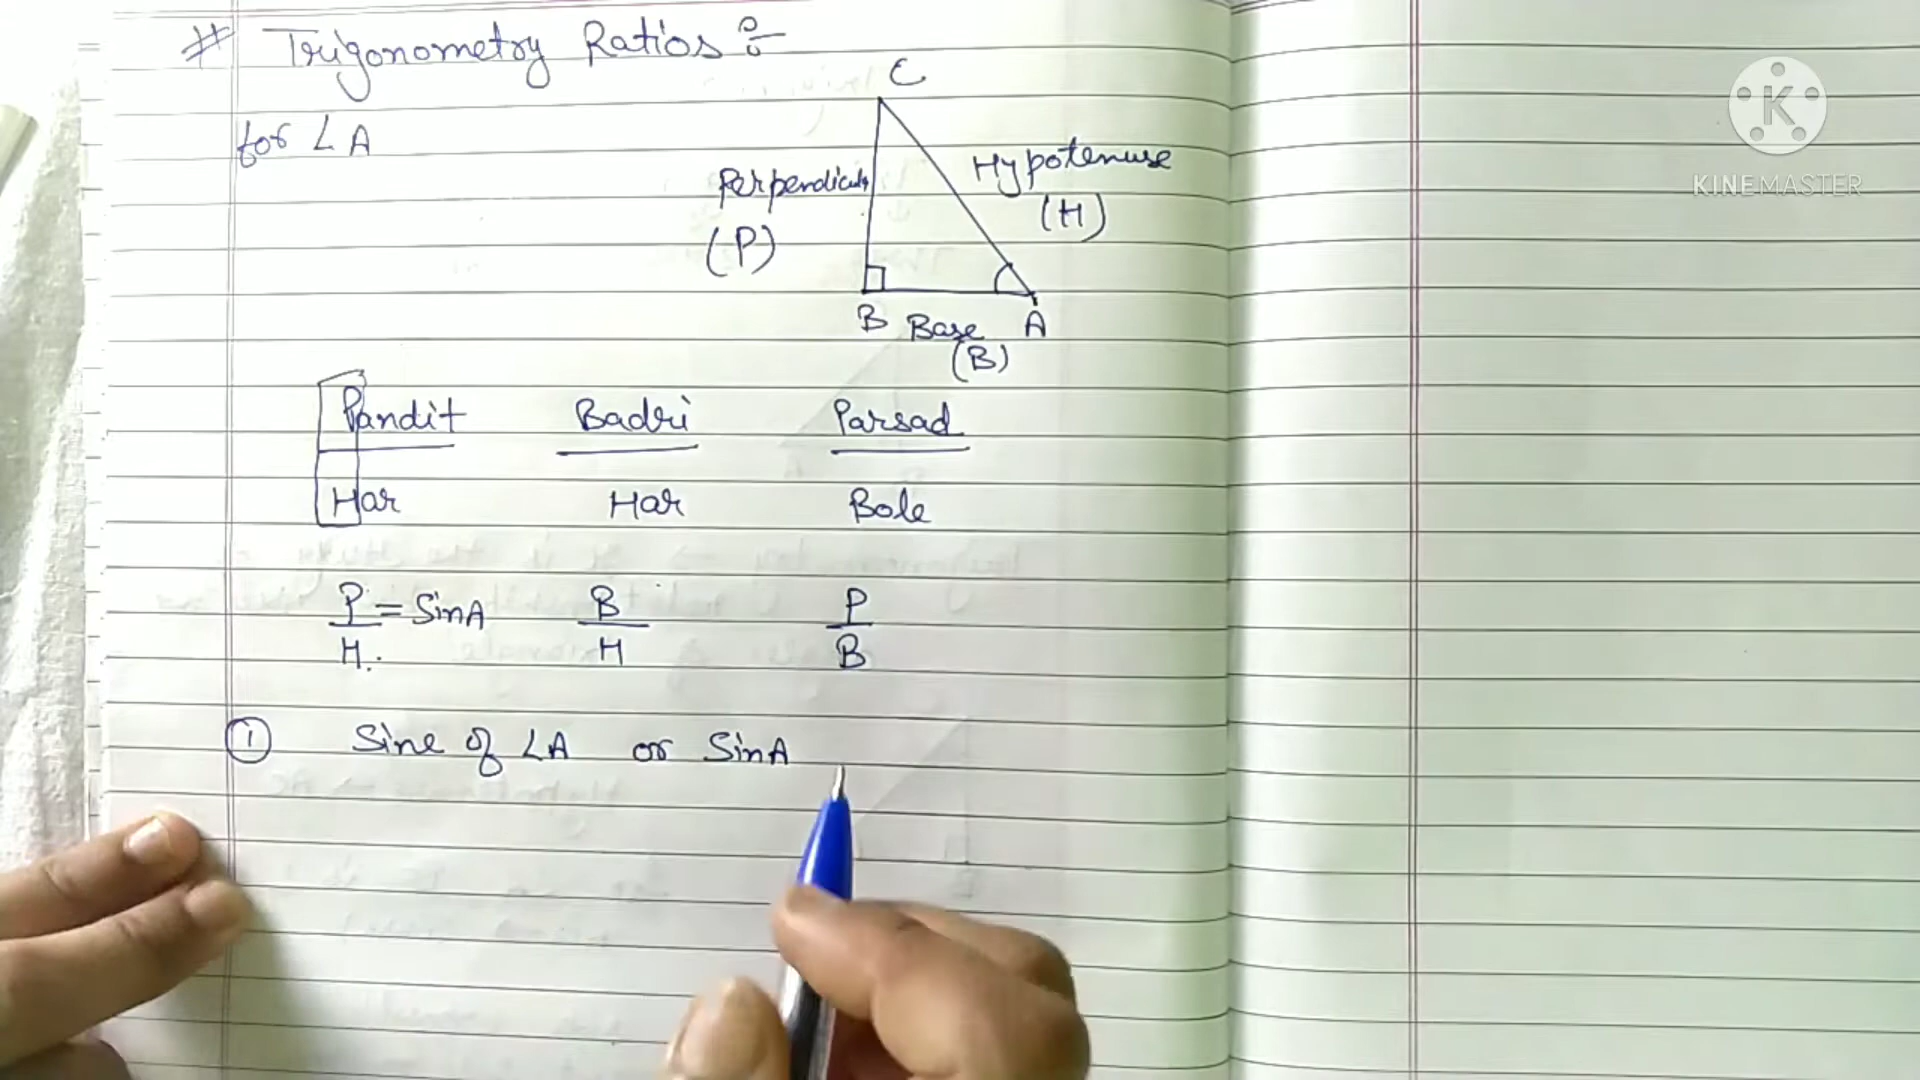 # Trigonometry Ratios :-
for ∠A
C
Perpendicular
(P)
Hypotenuse
(H)
B Base A
(B)
Pandit Badri Parsad
Har Har Bole
P/H = SinA B/H P/B
① Sine of ∠A or SinA
K
KINEMASTER